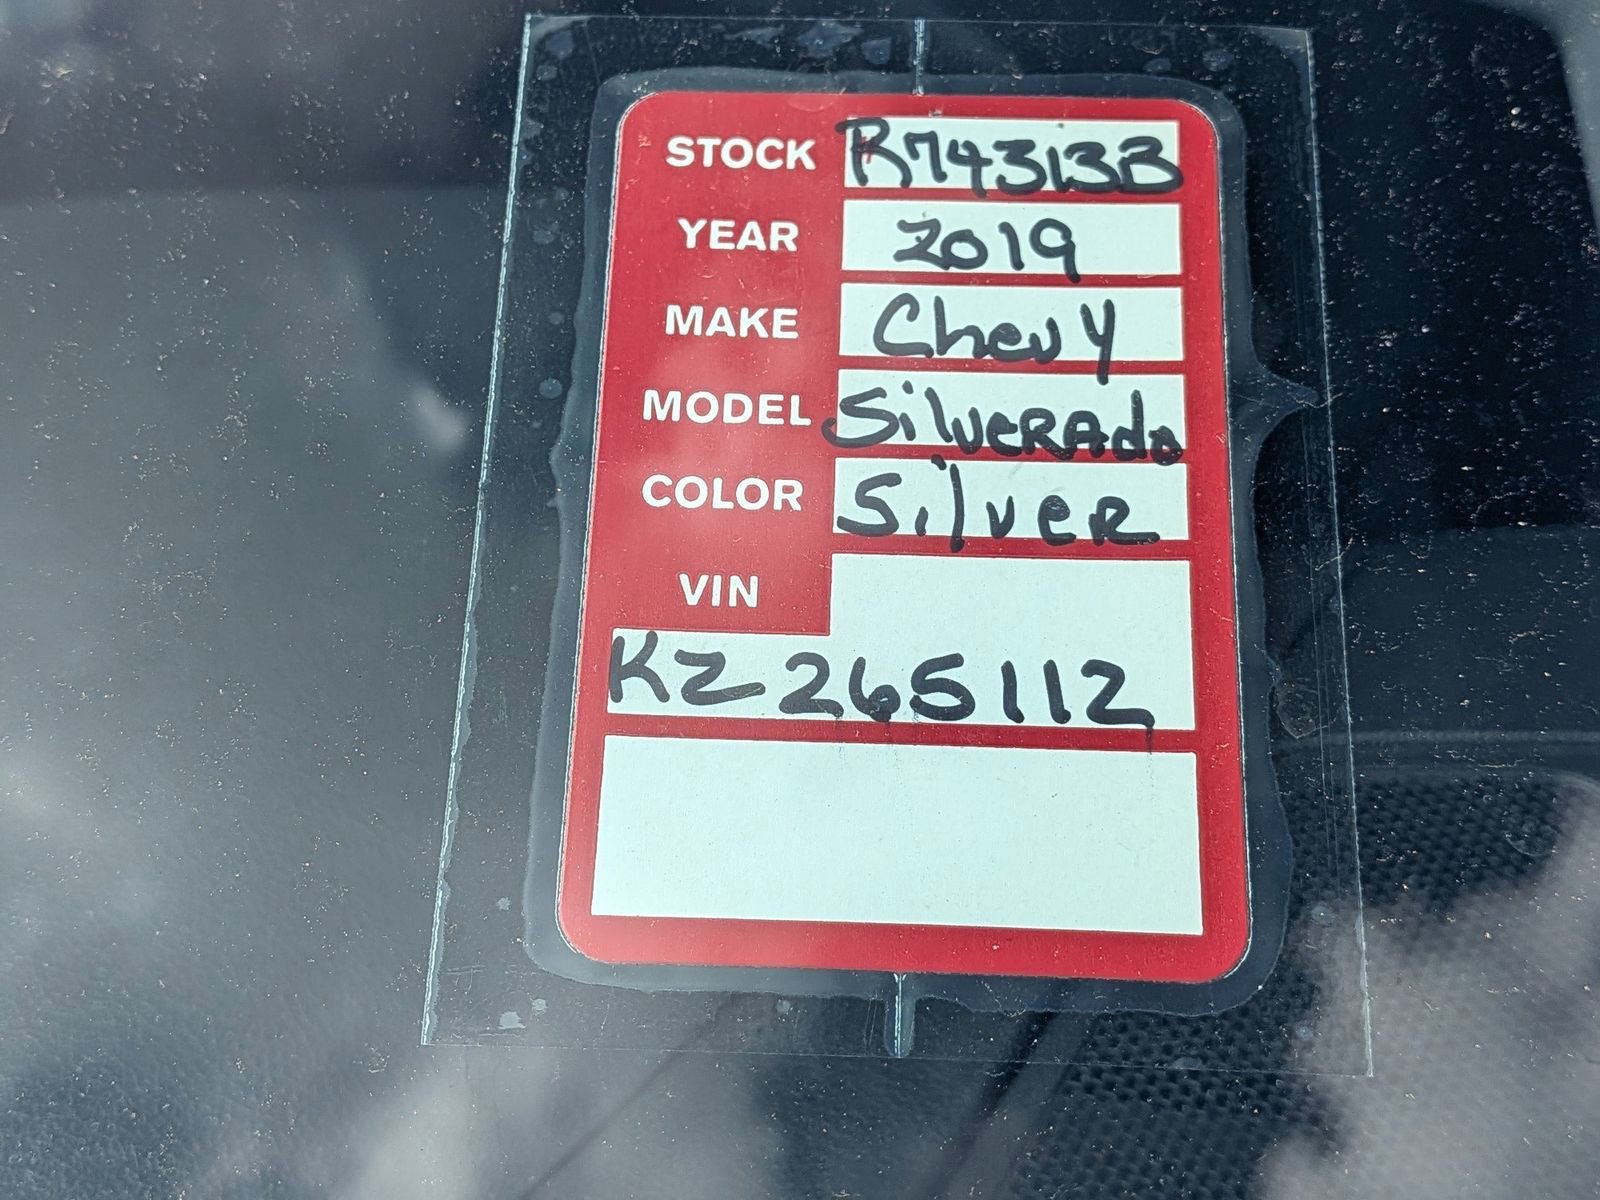 STOCK R74313B
YEAR 2019
MAKE Chevy
MODEL Silverado
COLOR Silver
VIN
KZ265112